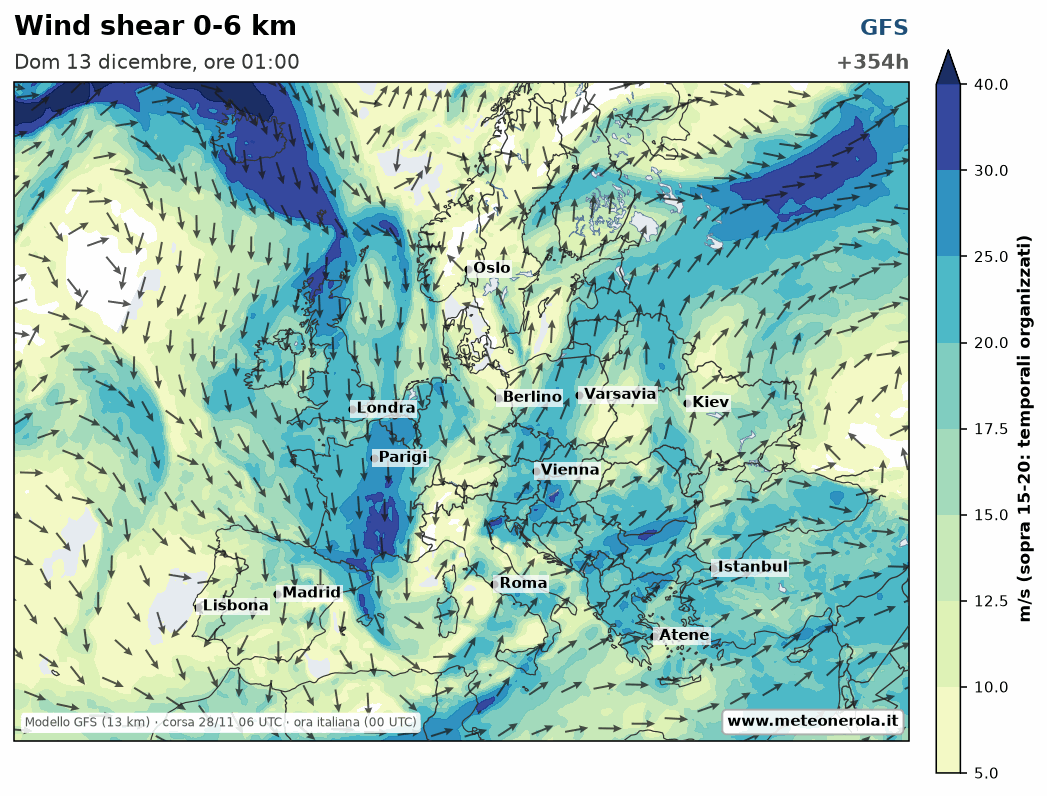 Wind shear 0-6 km
GFS
Dom 13 dicembre, ore 01:00
+354h
40.0
30.0
25.0
20.0
17.5
15.0
12.5
10.0
5.0
m/s (sopra 15-20: temporali organizzati)
Oslo
Berlino
Varsavia
Kiev
Londra
Parigi
Vienna
Istanbul
Roma
Madrid
Lisbona
Atene
Modello GFS (13 km) · corsa 28/11 06 UTC · ora italiana (00 UTC)
www.meteonerola.it